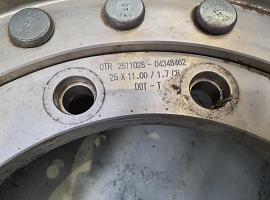 OTR 2511028 - 04348462
25 X 11.00 / 1.7 CR
DOT - T